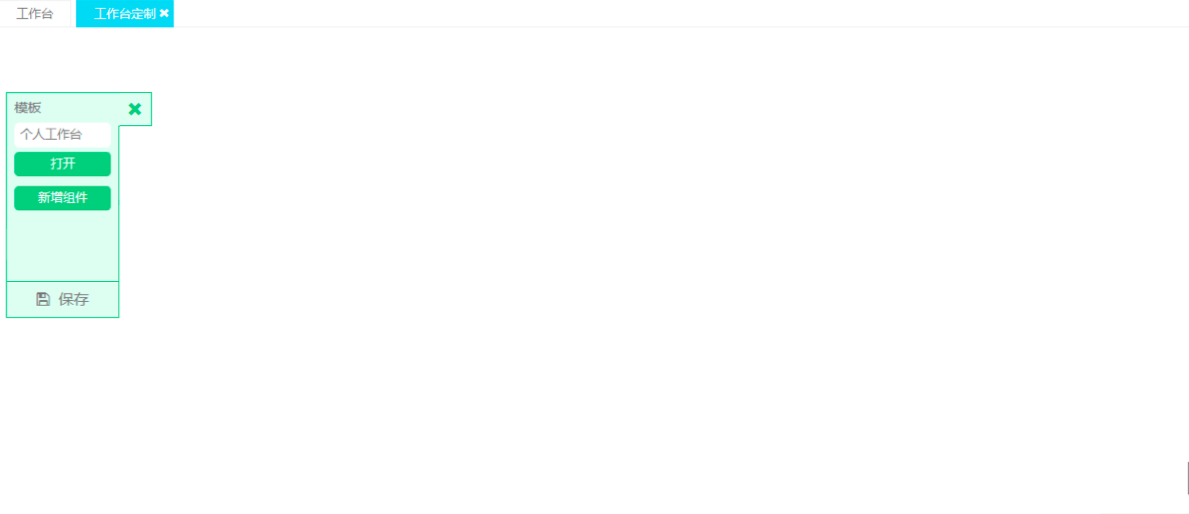 工作台 工作台定制
模板
个人工作台
打开
新增组件
保存